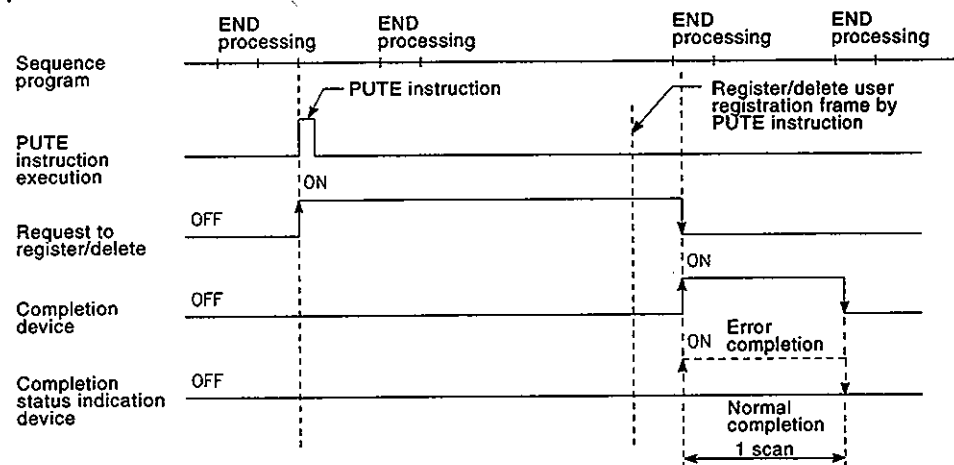 END
processing
END
processing
END
processing
END
processing
Sequence
program
PUTE instruction
Register/delete user
registration frame by
PUTE instruction
PUTE
instruction
execution
ON
OFF
Request to
register/delete
ON
OFF
Completion
device
ON
Error
completion
OFF
Completion
status indication
device
Normal
completion
1 scan